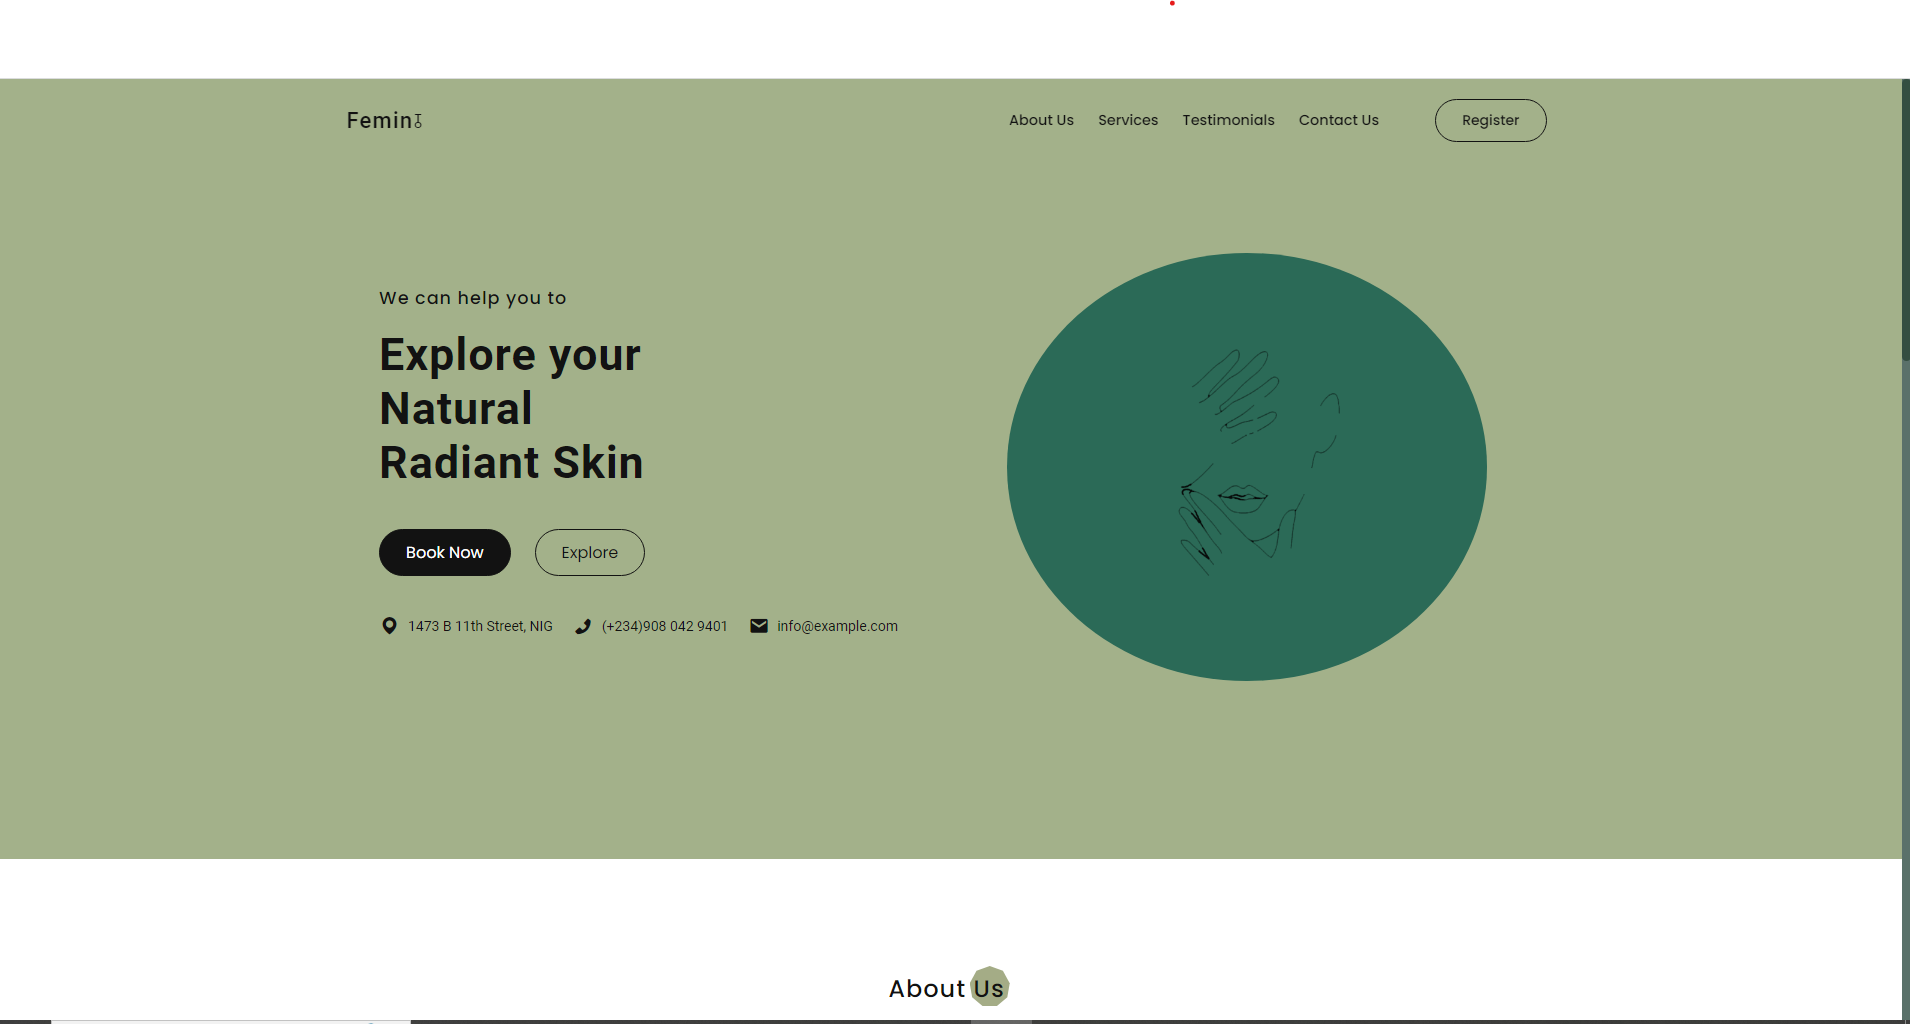 Femin
About Us Services Testimonials Contact Us Register
We can help you to
Explore your
Natural
Radiant Skin
Book Now Explore
1473 B 11th Street, NIG (+234)908 042 9401 info@example.com
About Us